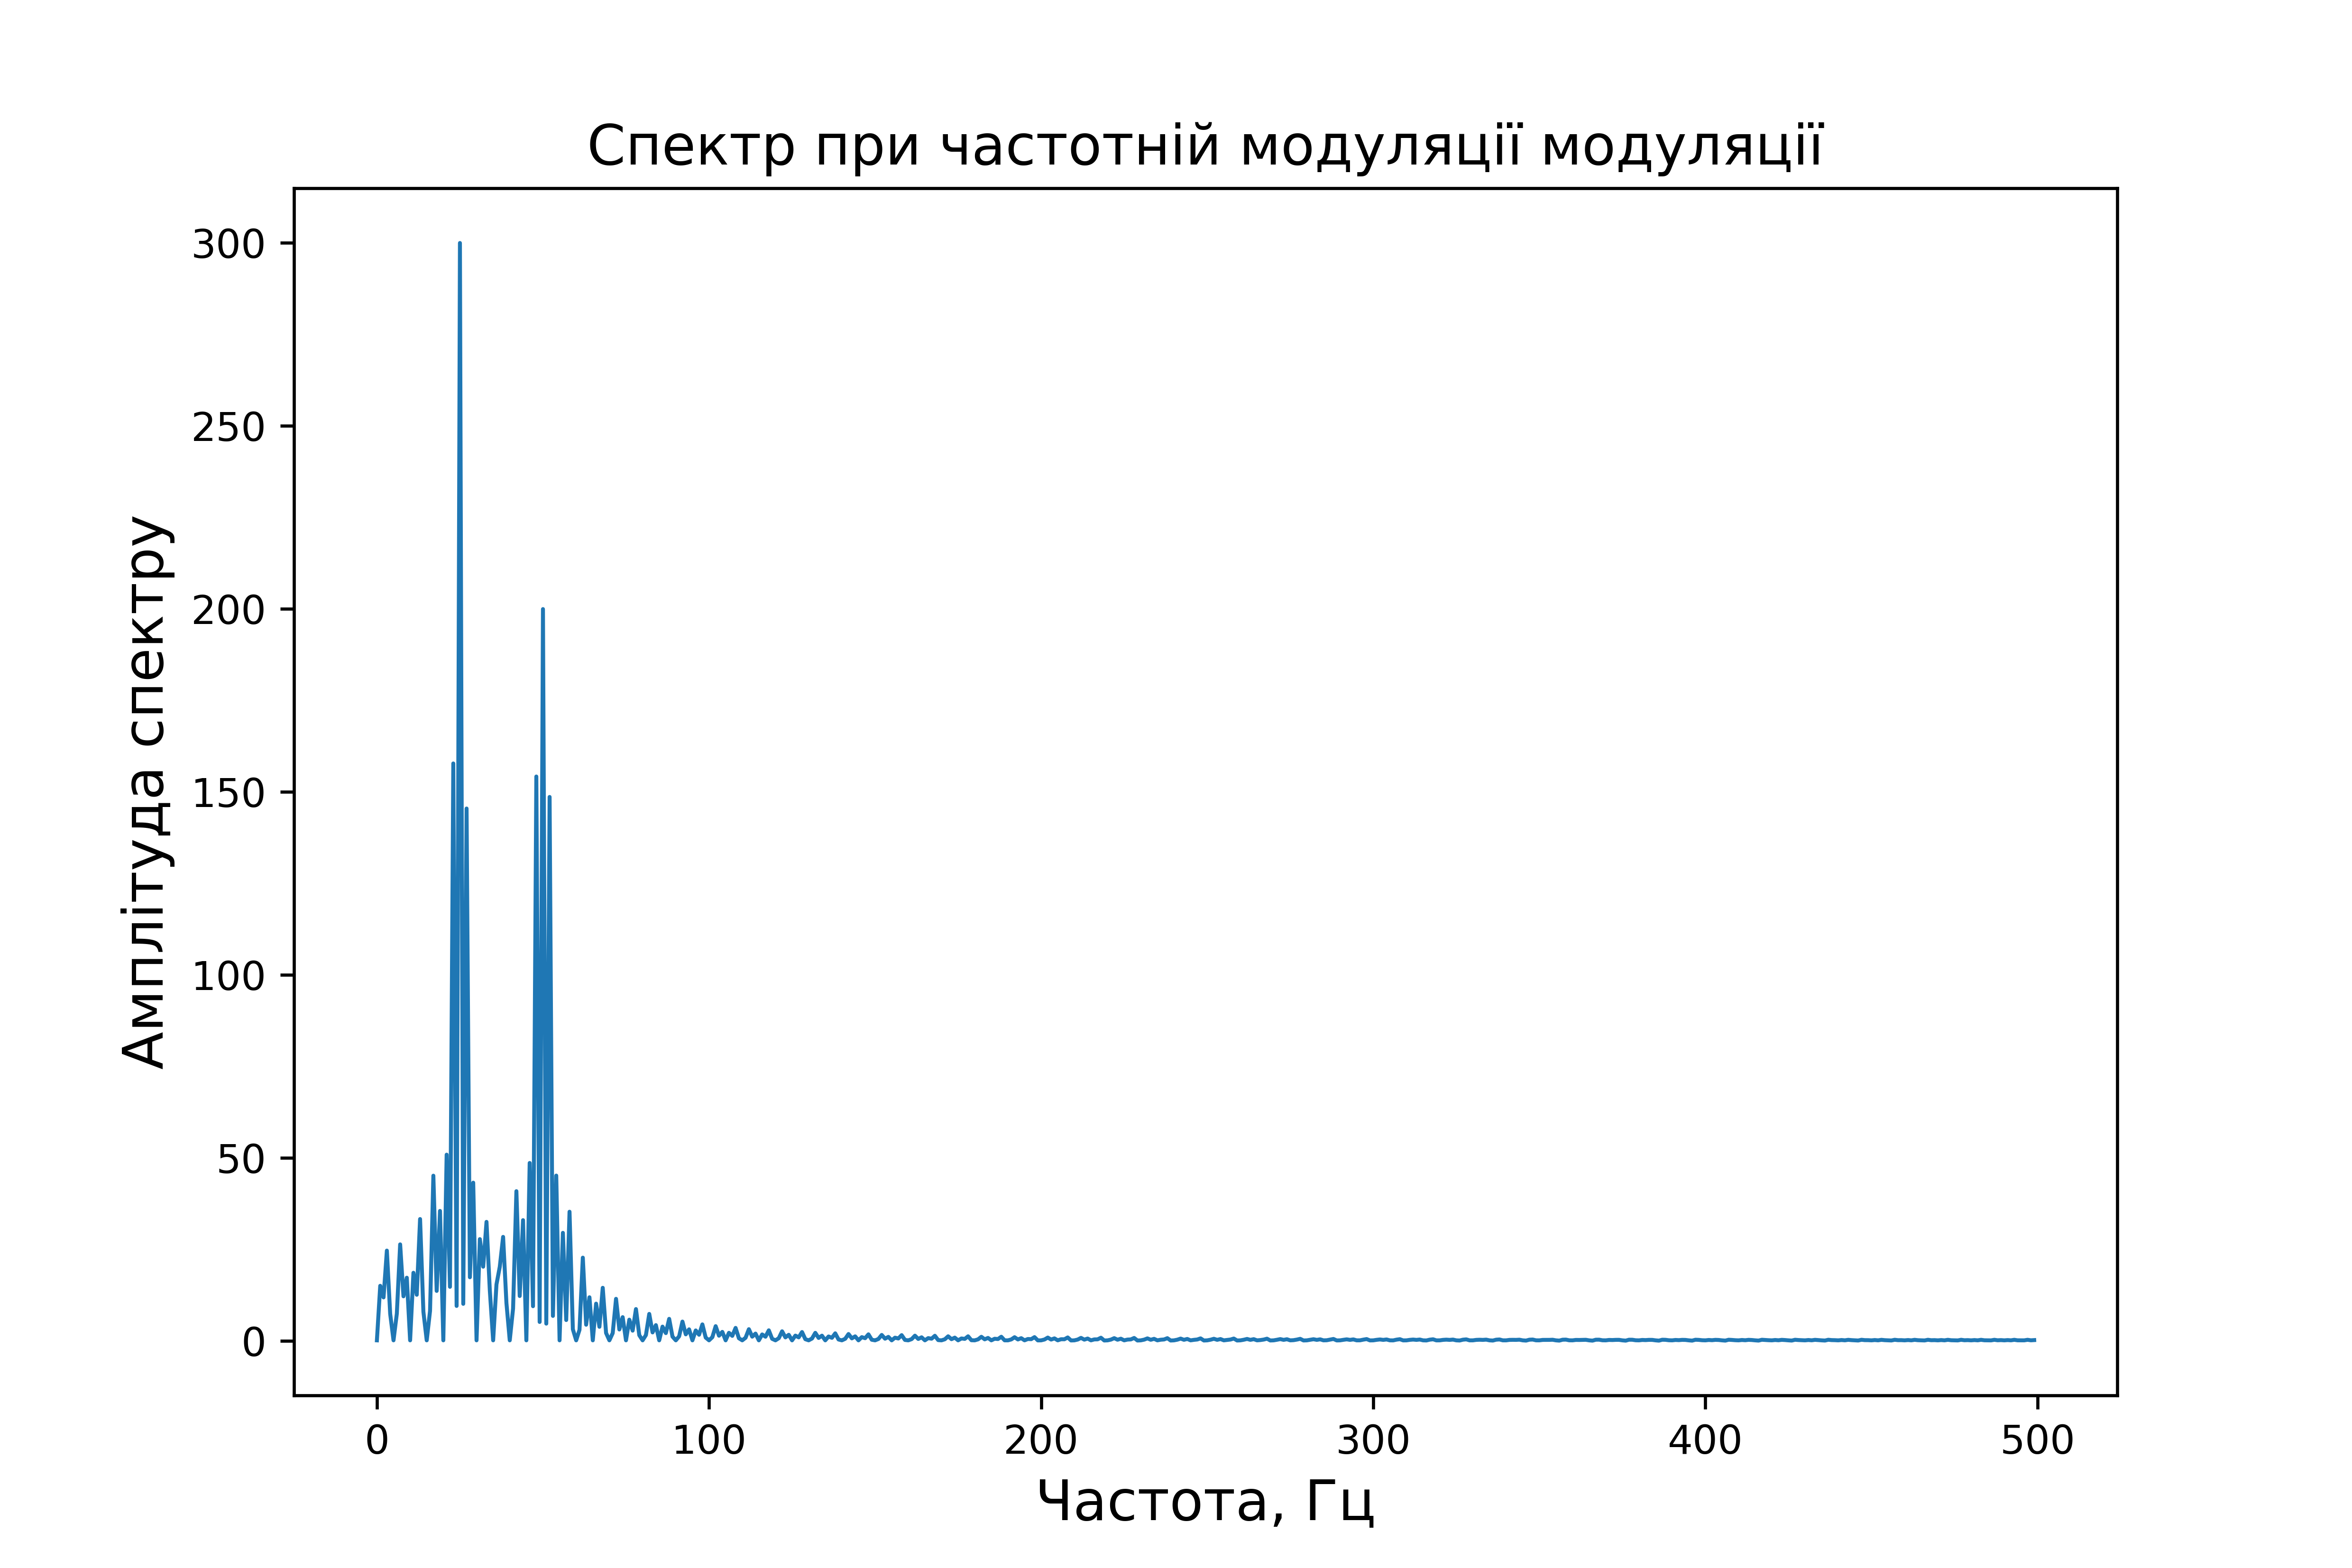 Спектр при частотній модуляції модуляції
300
250
200
150
100
50
0
Амплітуда спектру
0 100 200 300 400 500
Частота, Гц